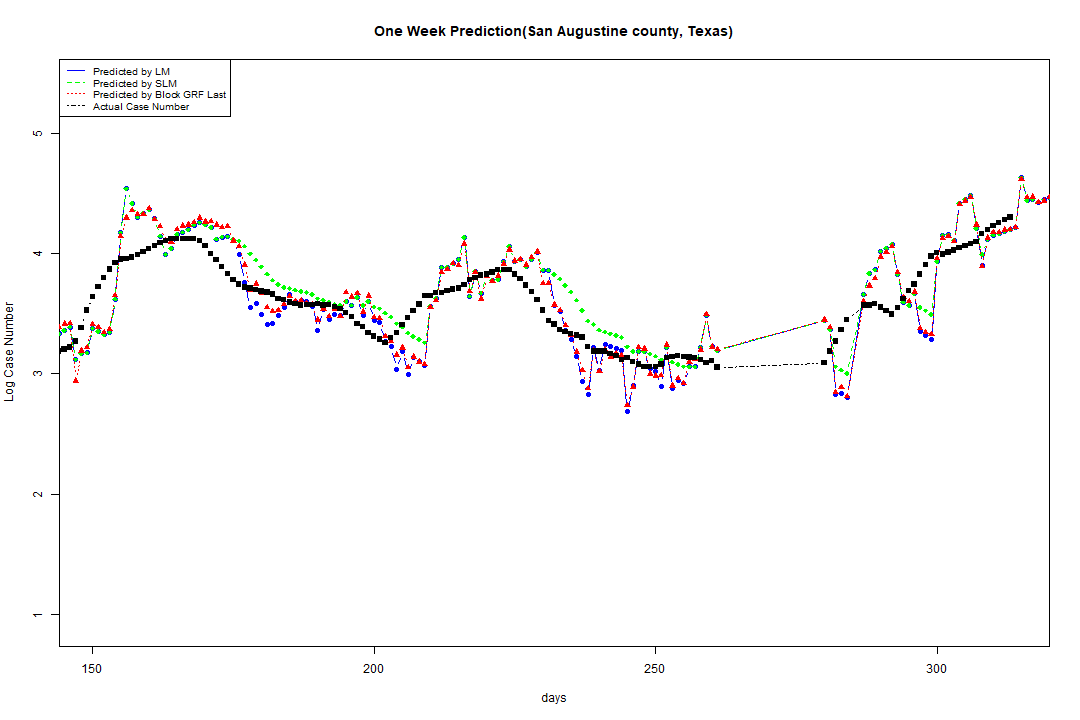 One Week Prediction(San Augustine county, Texas)
Predicted by LM
Predicted by SLM
Predicted by Block GRF Last
Actual Case Number
Log Case Number
5
4
3
2
1
150 200 250 300
days